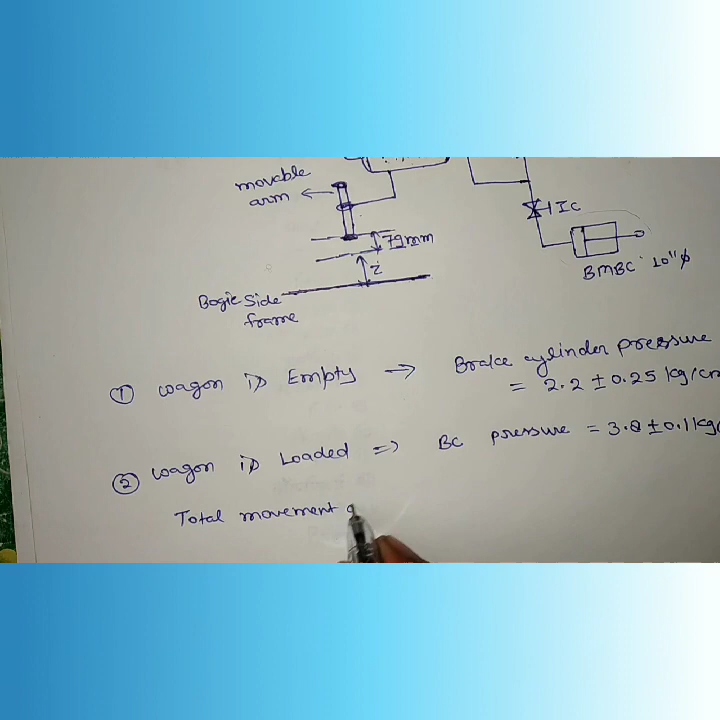 movable
arm
IC
79mm
z
BMBC 10"φ
Bogie Side
frame
① wagon is Empty → Brake cylinder pressure
= 2.2 ± 0.25 kg/cm
② wagon is Loaded => BC pressure = 3.8 ± 0.1 kg/
Total movement